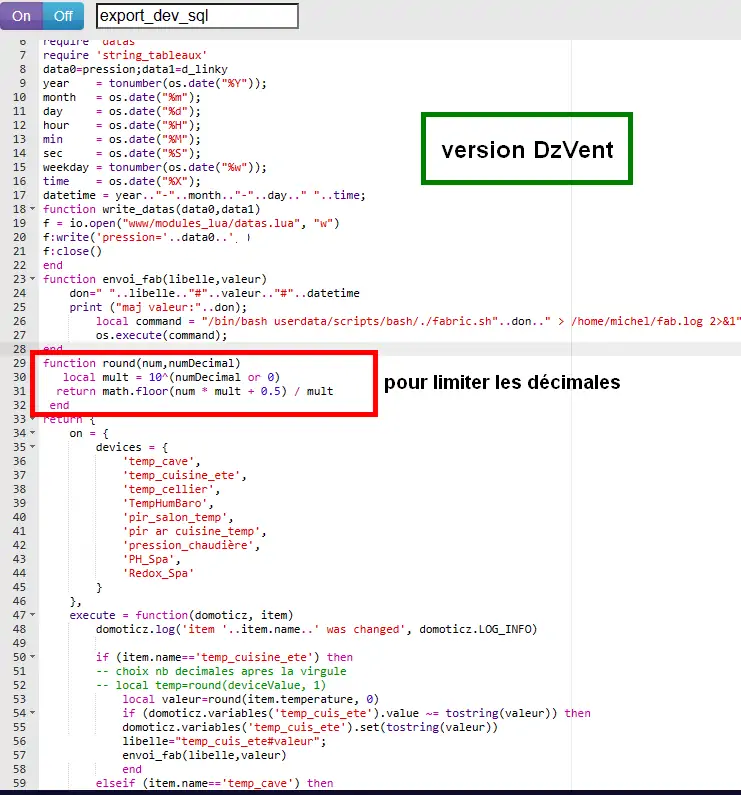 On Off export_dev_sql
6 require 'datas'
7 require 'string_tableaux'
8 data0=pression;data1=d_linky
9 year    = tonumber(os.date("%Y"));
10 month   = os.date("%m");
11 day     = os.date("%d");
12 hour    = os.date("%H");
13 min     = os.date("%M");
14 sec     = os.date("%S");
15 weekday = tonumber(os.date("%w"));
16 time    = os.date("%X");
17 datetime = year.."-"..month.."-"..day.." "..time;
version DzVent
18 function write_datas(data0,data1)
19 f = io.open("www/modules_lua/datas.lua", "w")
20 f:write('pression='..data0..' )
21 f:close()
22 end
23 function envoi_fab(libelle,valeur)
24     don=" "..libelle.."#"..valeur.."#"..datetime
25     print ("maj valeur:"..don);
26         local command = "/bin/bash userdata/scripts/bash/./fabric.sh"..don.." > /home/michel/fab.log 2>&1"
27         os.execute(command);
28 end
29 function round(num,numDecimal)
30    local mult = 10^(numDecimal or 0)
31   return math.floor(num * mult + 0.5) / mult
32  end
pour limiter les décimales
33 return {
34     on = {
35         devices = {
36             'temp_cave',
37             'temp_cuisine_ete',
38             'temp_cellier',
39             'TempHumBaro',
40             'pir_salon_temp',
41             'pir ar cuisine_temp',
42             'pression_chaudière',
43             'PH_Spa',
44             'Redox_Spa'
45         }
46     },
47     execute = function(domoticz, item)
48         domoticz.log('item '..item.name..' was changed', domoticz.LOG_INFO)
49
50         if (item.name=='temp_cuisine_ete') then
51         -- choix nb decimales apres la virgule
52         -- local temp=round(deviceValue, 1)
53             local valeur=round(item.temperature, 0)
54             if (domoticz.variables('temp_cuis_ete').value ~= tostring(valeur)) then
55             domoticz.variables('temp_cuis_ete').set(tostring(valeur))
56             libelle="temp_cuis_ete#valeur";
57             envoi_fab(libelle,valeur)
58             end
59         elseif (item.name=='temp_cave') then